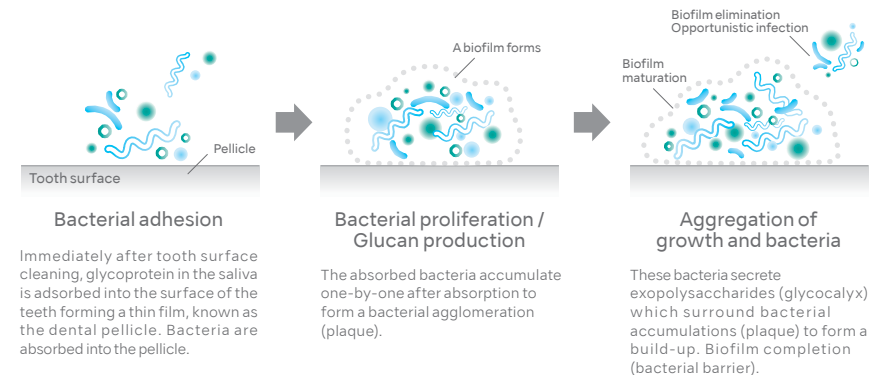 Pellicle
Tooth surface
Bacterial adhesion
Immediately after tooth surface
cleaning, glycoprotein in the saliva
is adsorbed into the surface of the
teeth forming a thin film, known as
the dental pellicle. Bacteria are
absorbed into the pellicle.
A biofilm forms
Bacterial proliferation /
Glucan production
The absorbed bacteria accumulate
one-by-one after absorption to
form a bacterial agglomeration
(plaque).
Biofilm elimination
Opportunistic infection
Biofilm
maturation
Aggregation of
growth and bacteria
These bacteria secrete
exopolysaccharides (glycocalyx)
which surround bacterial
accumulations (plaque) to form a
build-up. Biofilm completion
(bacterial barrier).